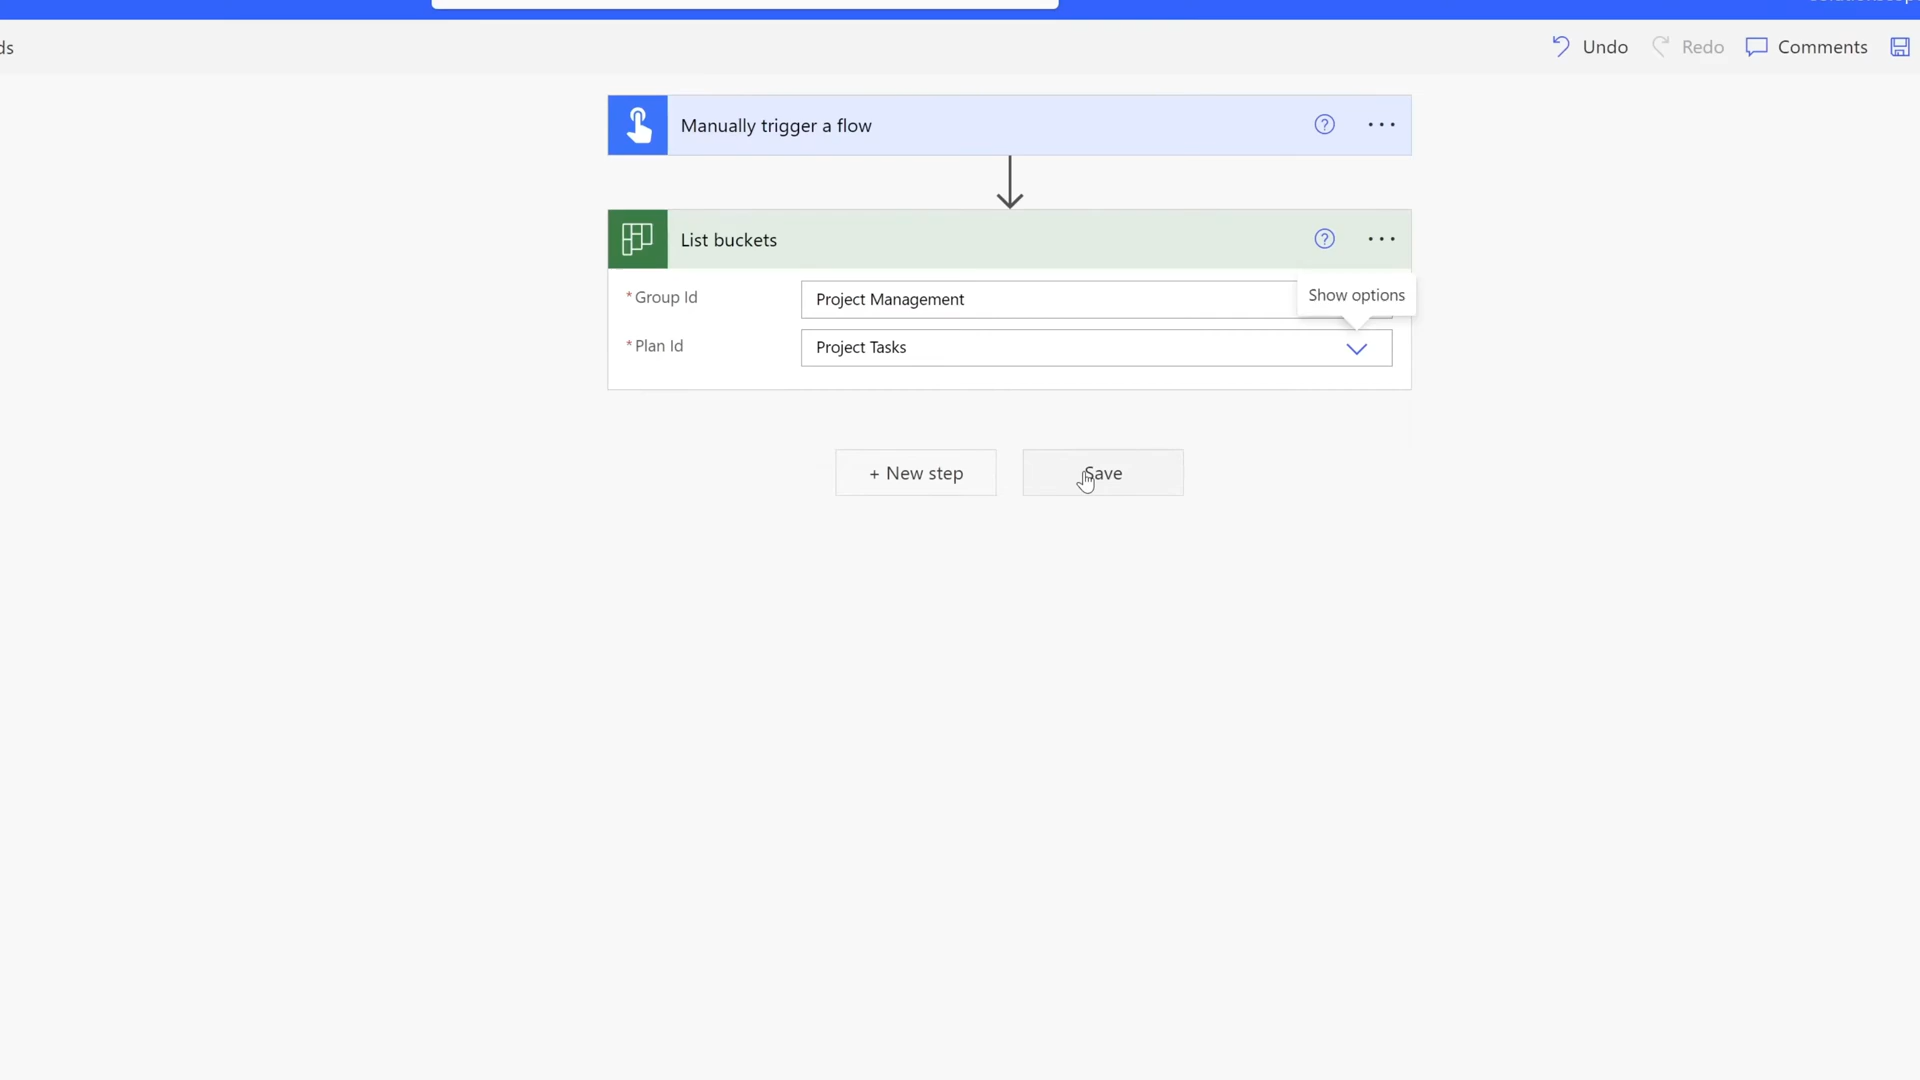 ds
Undo
Redo
Comments
Manually trigger a flow
List buckets
* Group Id
Project Management
Show options
* Plan Id
Project Tasks
+ New step
Save